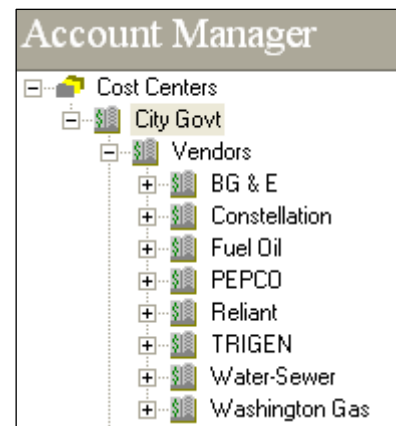 Account Manager
Cost Centers
City Govt
Vendors
BG & E
Constellation
Fuel Oil
PEPCO
Reliant
TRIGEN
Water-Sewer
Washington Gas